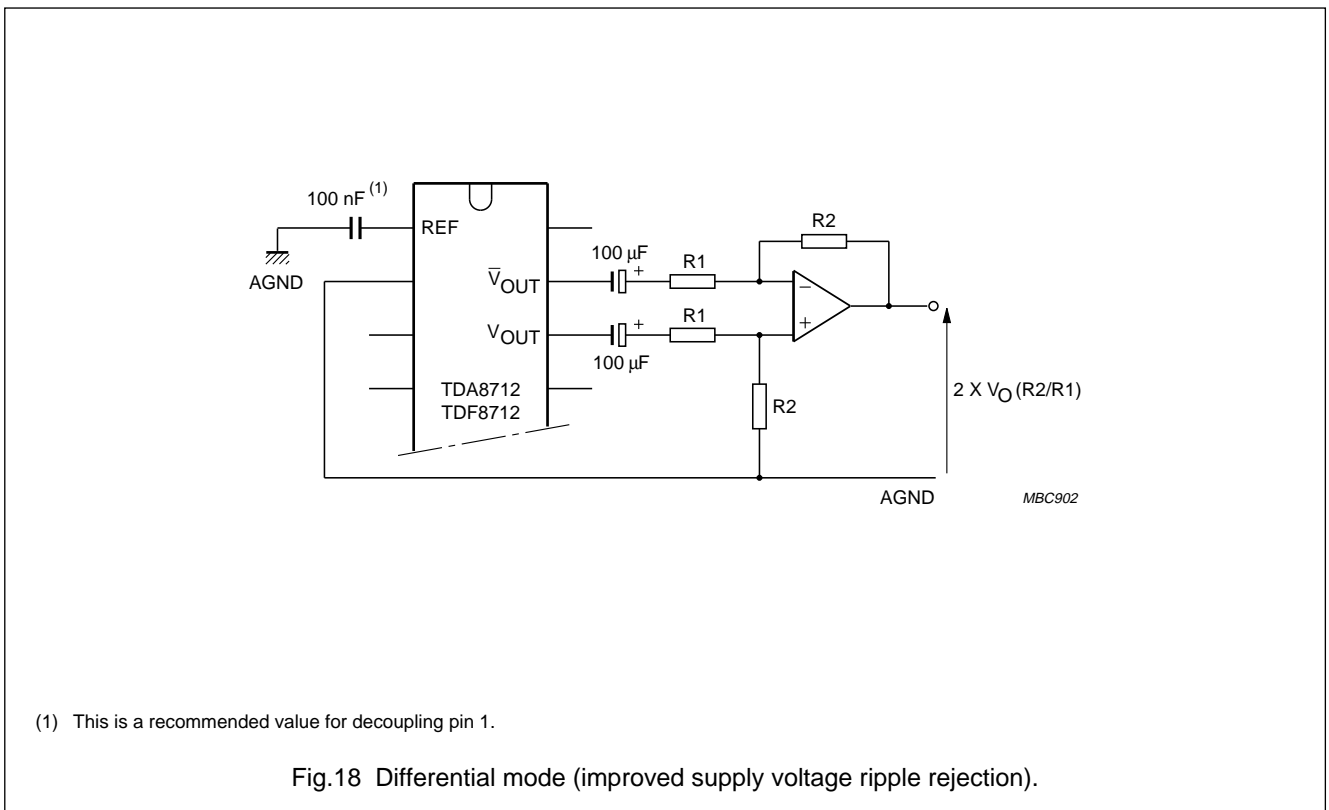 100 nF (1)
REF
AGND
V̅OUT
VOUT
TDA8712
TDF8712
100 μF
+
R1
R2
−
+
R1
+
100 μF
R2
2 X VO (R2/R1)
AGND
MBC902
(1) This is a recommended value for decoupling pin 1.
Fig.18 Differential mode (improved supply voltage ripple rejection).